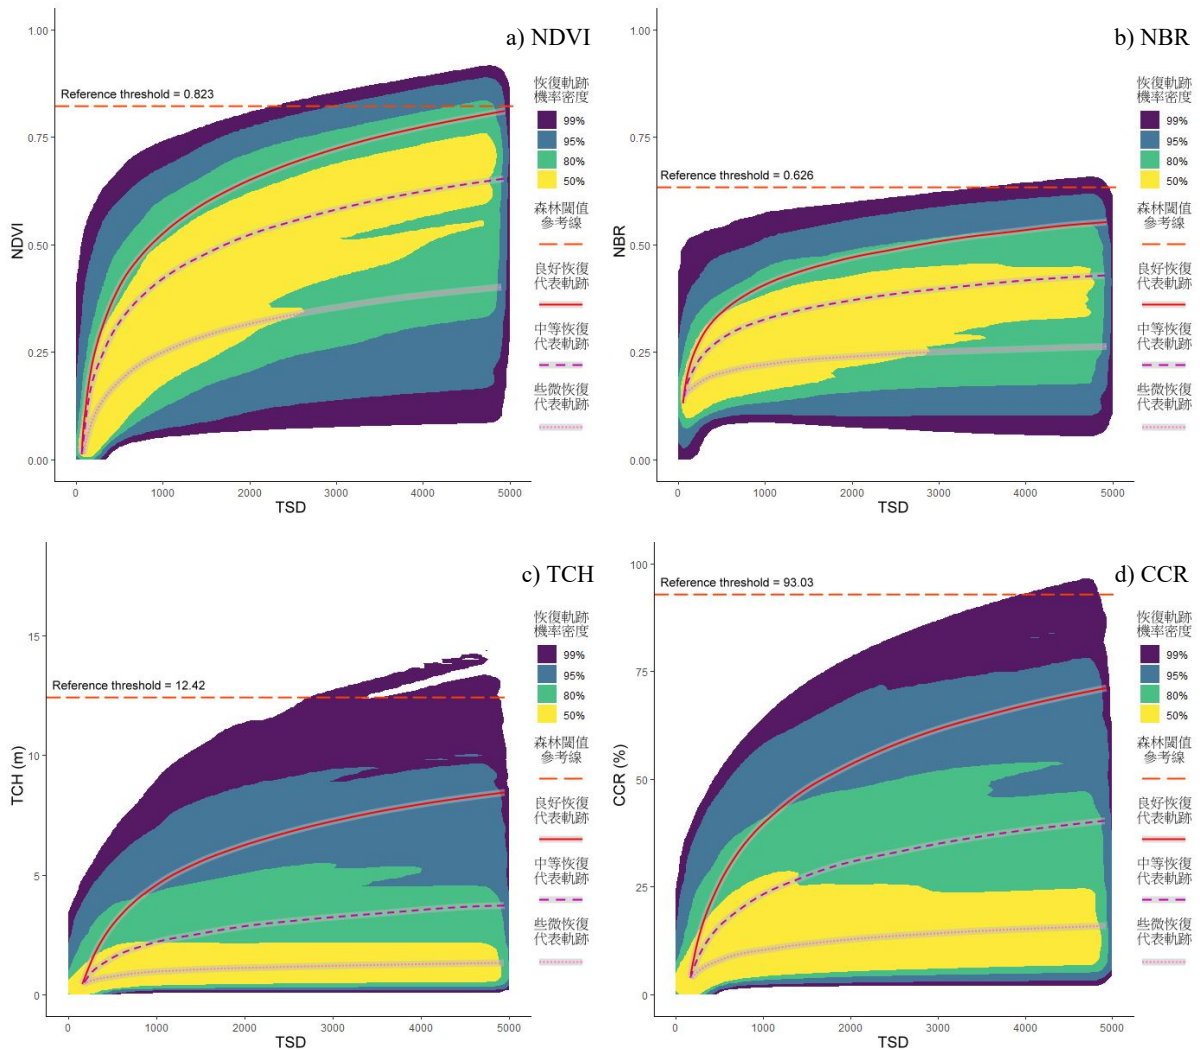 a) NDVI
1.00
0.75
0.50
0.25
0.00
NDVI
Reference threshold = 0.823
0
1000
2000
3000
4000
5000
TSD
恢復軌跡
機率密度
99%
95%
80%
50%
森林閾值
參考線
良好恢復
代表軌跡
中等恢復
代表軌跡
些微恢復
代表軌跡
b) NBR
1.00
0.75
0.50
0.25
0.00
NBR
Reference threshold = 0.626
0
1000
2000
3000
4000
5000
TSD
恢復軌跡
機率密度
99%
95%
80%
50%
森林閾值
參考線
良好恢復
代表軌跡
中等恢復
代表軌跡
些微恢復
代表軌跡
c) TCH
15
10
5
0
TCH (m)
Reference threshold = 12.42
0
1000
2000
3000
4000
5000
TSD
恢復軌跡
機率密度
99%
95%
80%
50%
森林閾值
參考線
良好恢復
代表軌跡
中等恢復
代表軌跡
些微恢復
代表軌跡
d) CCR
100
75
50
25
0
CCR (%)
Reference threshold = 93.03
0
1000
2000
3000
4000
5000
TSD
恢復軌跡
機率密度
99%
95%
80%
50%
森林閾值
參考線
良好恢復
代表軌跡
中等恢復
代表軌跡
些微恢復
代表軌跡